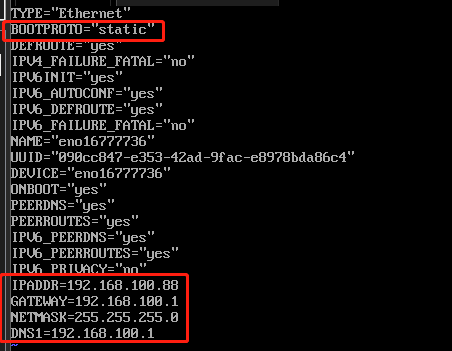 TYPE="Ethernet"
BOOTPROTO="static"
DEFROUTE="yes"
IPV4_FAILURE_FATAL="no"
IPV6INIT="yes"
IPV6_AUTOCONF="yes"
IPV6_DEFROUTE="yes"
IPV6_FAILURE_FATAL="no"
NAME="eno16777736"
UUID="090cc847-e353-42ad-9fac-e8978bda86c4"
DEVICE="eno16777736"
ONBOOT="yes"
PEERDNS="yes"
PEERROUTES="yes"
IPV6_PEERDNS="yes"
IPV6_PEERROUTES="yes"
IPV6_PRIVACY="no"
IPADDR=192.168.100.88
GATEWAY=192.168.100.1
NETMASK=255.255.255.0
DNS1=192.168.100.1
~